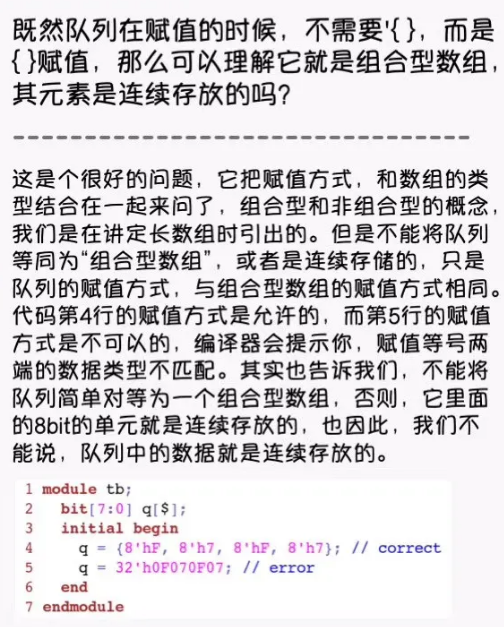 既然队列在赋值的时候，不需要'{ }，而是
{ }赋值，那么可以理解它就是组合型数组，
其元素是连续存放的吗？
---------------------------------
这是个很好的问题，它把赋值方式，和数组的类
型结合在一起来问了，组合型和非组合型的概念，
我们是在讲定长数组时引出的。但是不能将队列
等同为“组合型数组”，或者是连续存储的，只是
队列的赋值方式，与组合型数组的赋值方式相同。
代码第4行的赋值方式是允许的，而第5行的赋值
方式是不可以的，编译器会提示你，赋值等号两
端的数据类型不匹配。其实也告诉我们，不能将
队列简单对等为一个组合型数组，否则，它里面
的8bit的单元就是连续存放的，也因此，我们不
能说，队列中的数据就是连续存放的。
1 module tb;
2 bit[7:0] q[$];
3 initial begin
4 q = {8'hF, 8'h7, 8'hF, 8'h7}; // correct
5 q = 32'h0F070F07; // error
6 end
7 endmodule